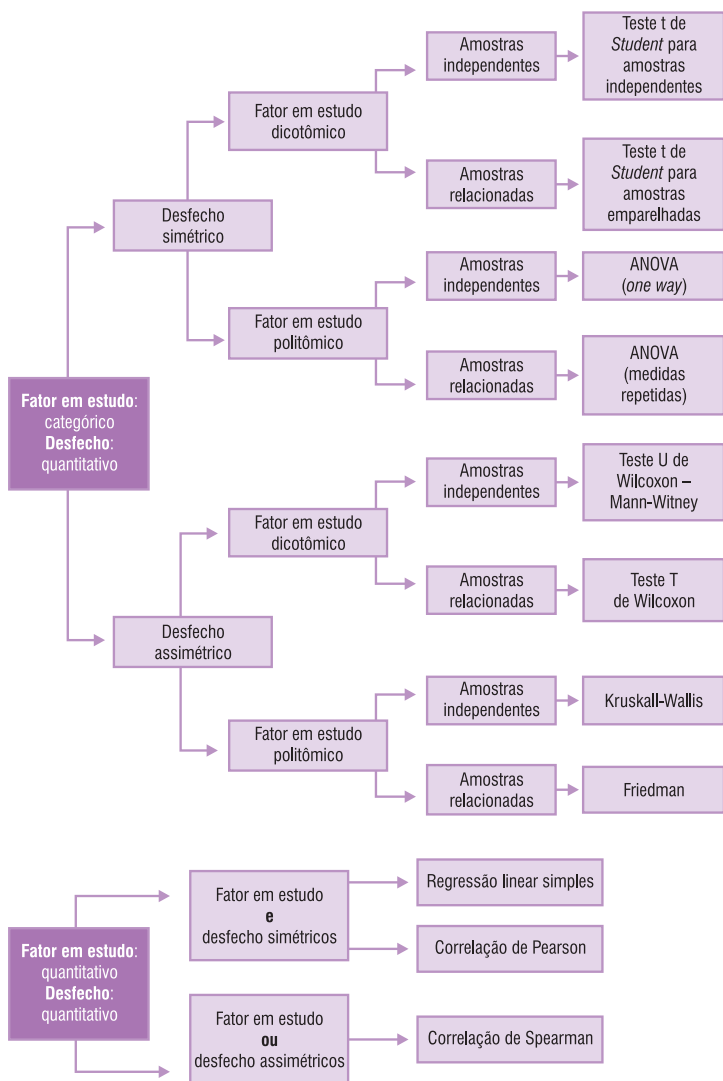 Fator em estudo:
categórico
Desfecho:
quantitativo
Desfecho
simétrico
Fator em estudo
dicotômico
Amostras
independentes
Teste t de
Student para
amostras
independentes
Amostras
relacionadas
Teste t de
Student para
amostras
emparelhadas
Fator em estudo
politômico
Amostras
independentes
ANOVA
(one way)
Amostras
relacionadas
ANOVA
(medidas
repetidas)
Desfecho
assimétrico
Fator em estudo
dicotômico
Amostras
independentes
Teste U de
Wilcoxon –
Mann-Witney
Amostras
relacionadas
Teste T
de Wilcoxon
Fator em estudo
politômico
Amostras
independentes
Kruskall-Wallis
Amostras
relacionadas
Friedman
Fator em estudo:
quantitativo
Desfecho:
quantitativo
Fator em estudo
e
desfecho simétricos
Regressão linear simples
Correlação de Pearson
Fator em estudo
ou
desfecho assimétricos
Correlação de Spearman